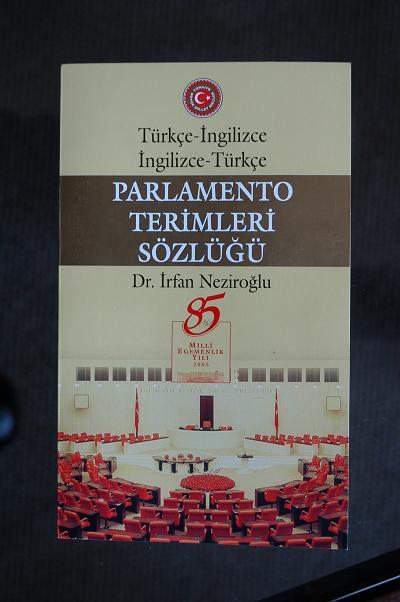 Türkçe-İngilizce
İngilizce-Türkçe
PARLAMENTO
TERİMLERİ
SÖZLÜĞÜ
Dr. İrfan Neziroğlu
85
MİLLİ
EGEMENLİK
YILI
2005